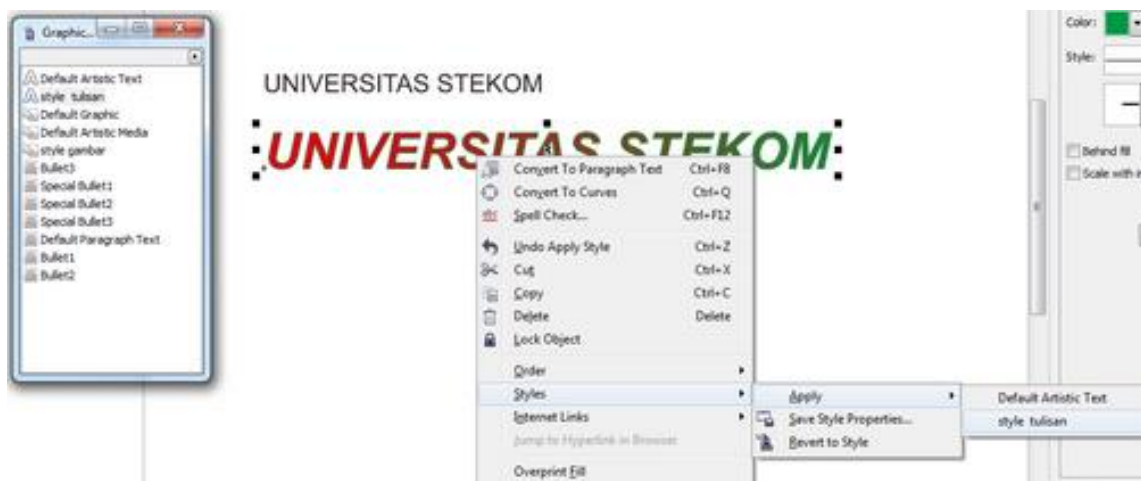 Graphic...
Default Artistic Text
style tulisan
Default Graphic
Default Artistic Media
style gambar
Bullet3
Special Bullet1
Special Bullet2
Special Bullet3
Default Paragraph Text
Bullet1
Bullet2
UNIVERSITAS STEKOM
UNIVERSITAS STEKOM
Convert To Paragraph Text Ctrl+F8
Convert To Curves Ctrl+Q
Spell Check... Ctrl+F12
Undo Apply Style Ctrl+Z
Cut Ctrl+X
Copy Ctrl+C
Delete Delete
Lock Object
Order
Styles
Internet Links
Jump to Hyperlink in Browser
Overprint Fill
Apply
Save Style Properties...
Revert to Style
Default Artistic Text
style tulisan
Color:
Style:
Behind fill
Scale with i